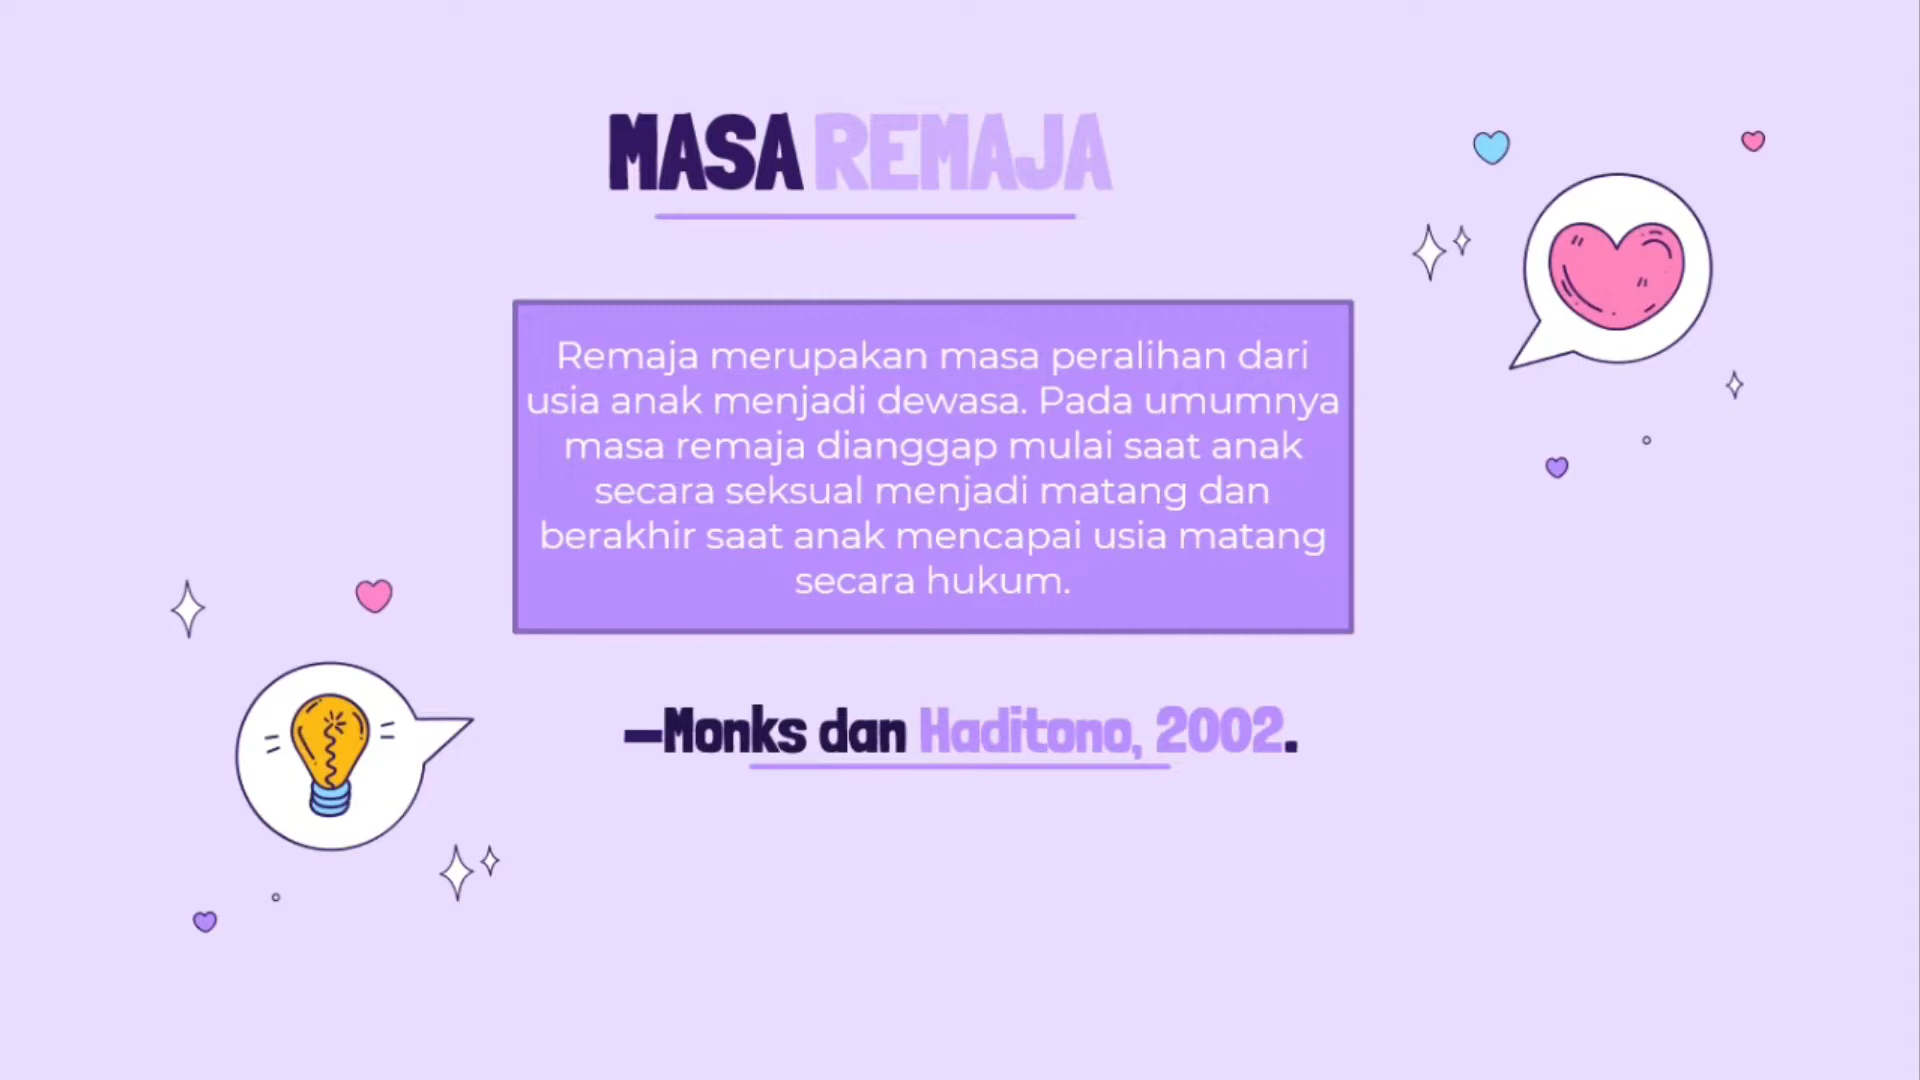 MASA REMAJA
Remaja merupakan masa peralihan dari
usia anak menjadi dewasa. Pada umumnya
masa remaja dianggap mulai saat anak
secara seksual menjadi matang dan
berakhir saat anak mencapai usia matang
secara hukum.
—Monks dan Haditono, 2002.